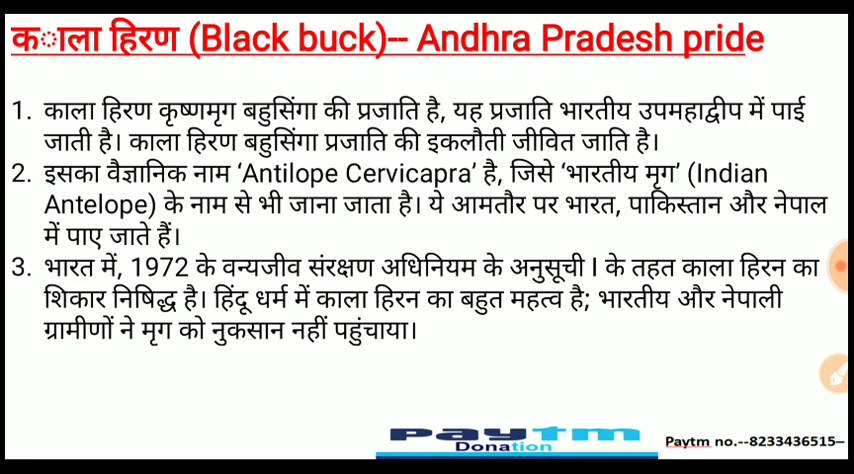 काला हिरण (Black buck)-- Andhra Pradesh pride
1. काला हिरण कृष्णमृग बहुसिंगा की प्रजाति है, यह प्रजाति भारतीय उपमहाद्वीप में पाई
जाती है। काला हिरण बहुसिंगा प्रजाति की इकलौती जीवित जाति है।
2. इसका वैज्ञानिक नाम ‘Antilope Cervicapra’ है, जिसे ‘भारतीय मृग’ (Indian
Antelope) के नाम से भी जाना जाता है। ये आमतौर पर भारत, पाकिस्तान और नेपाल
में पाए जाते हैं।
3. भारत में, 1972 के वन्यजीव संरक्षण अधिनियम के अनुसूची I के तहत काला हिरन का
शिकार निषिद्ध है। हिंदू धर्म में काला हिरन का बहुत महत्व है; भारतीय और नेपाली
ग्रामीणों ने मृग को नुकसान नहीं पहुंचाया।
paytm
Donation
Paytm no.--8233436515–